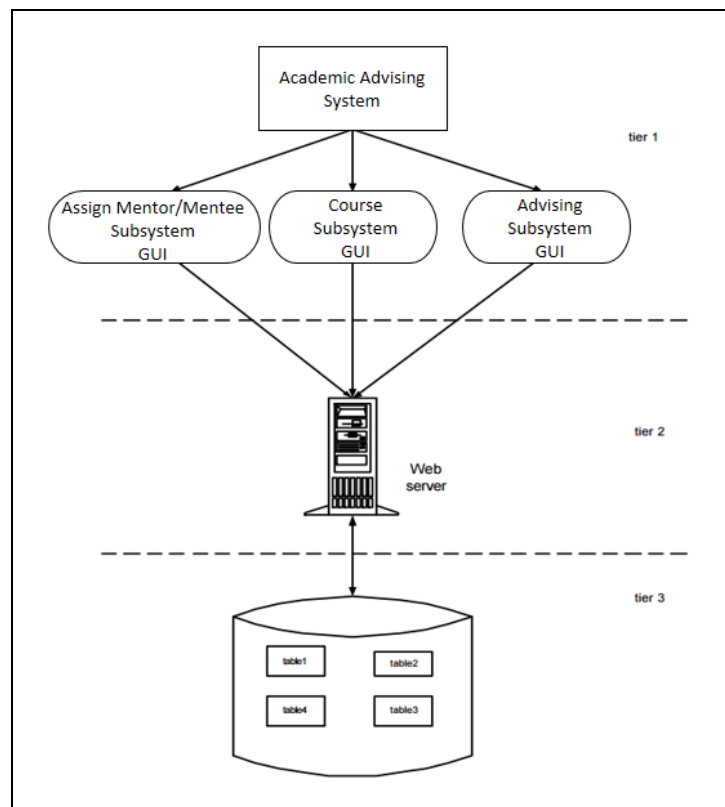 Academic Advising
System
tier 1
Assign Mentor/Mentee
Subsystem
GUI
Course
Subsystem
GUI
Advising
Subsystem
GUI
tier 2
Web
server
tier 3
table1
table2
table4
table3